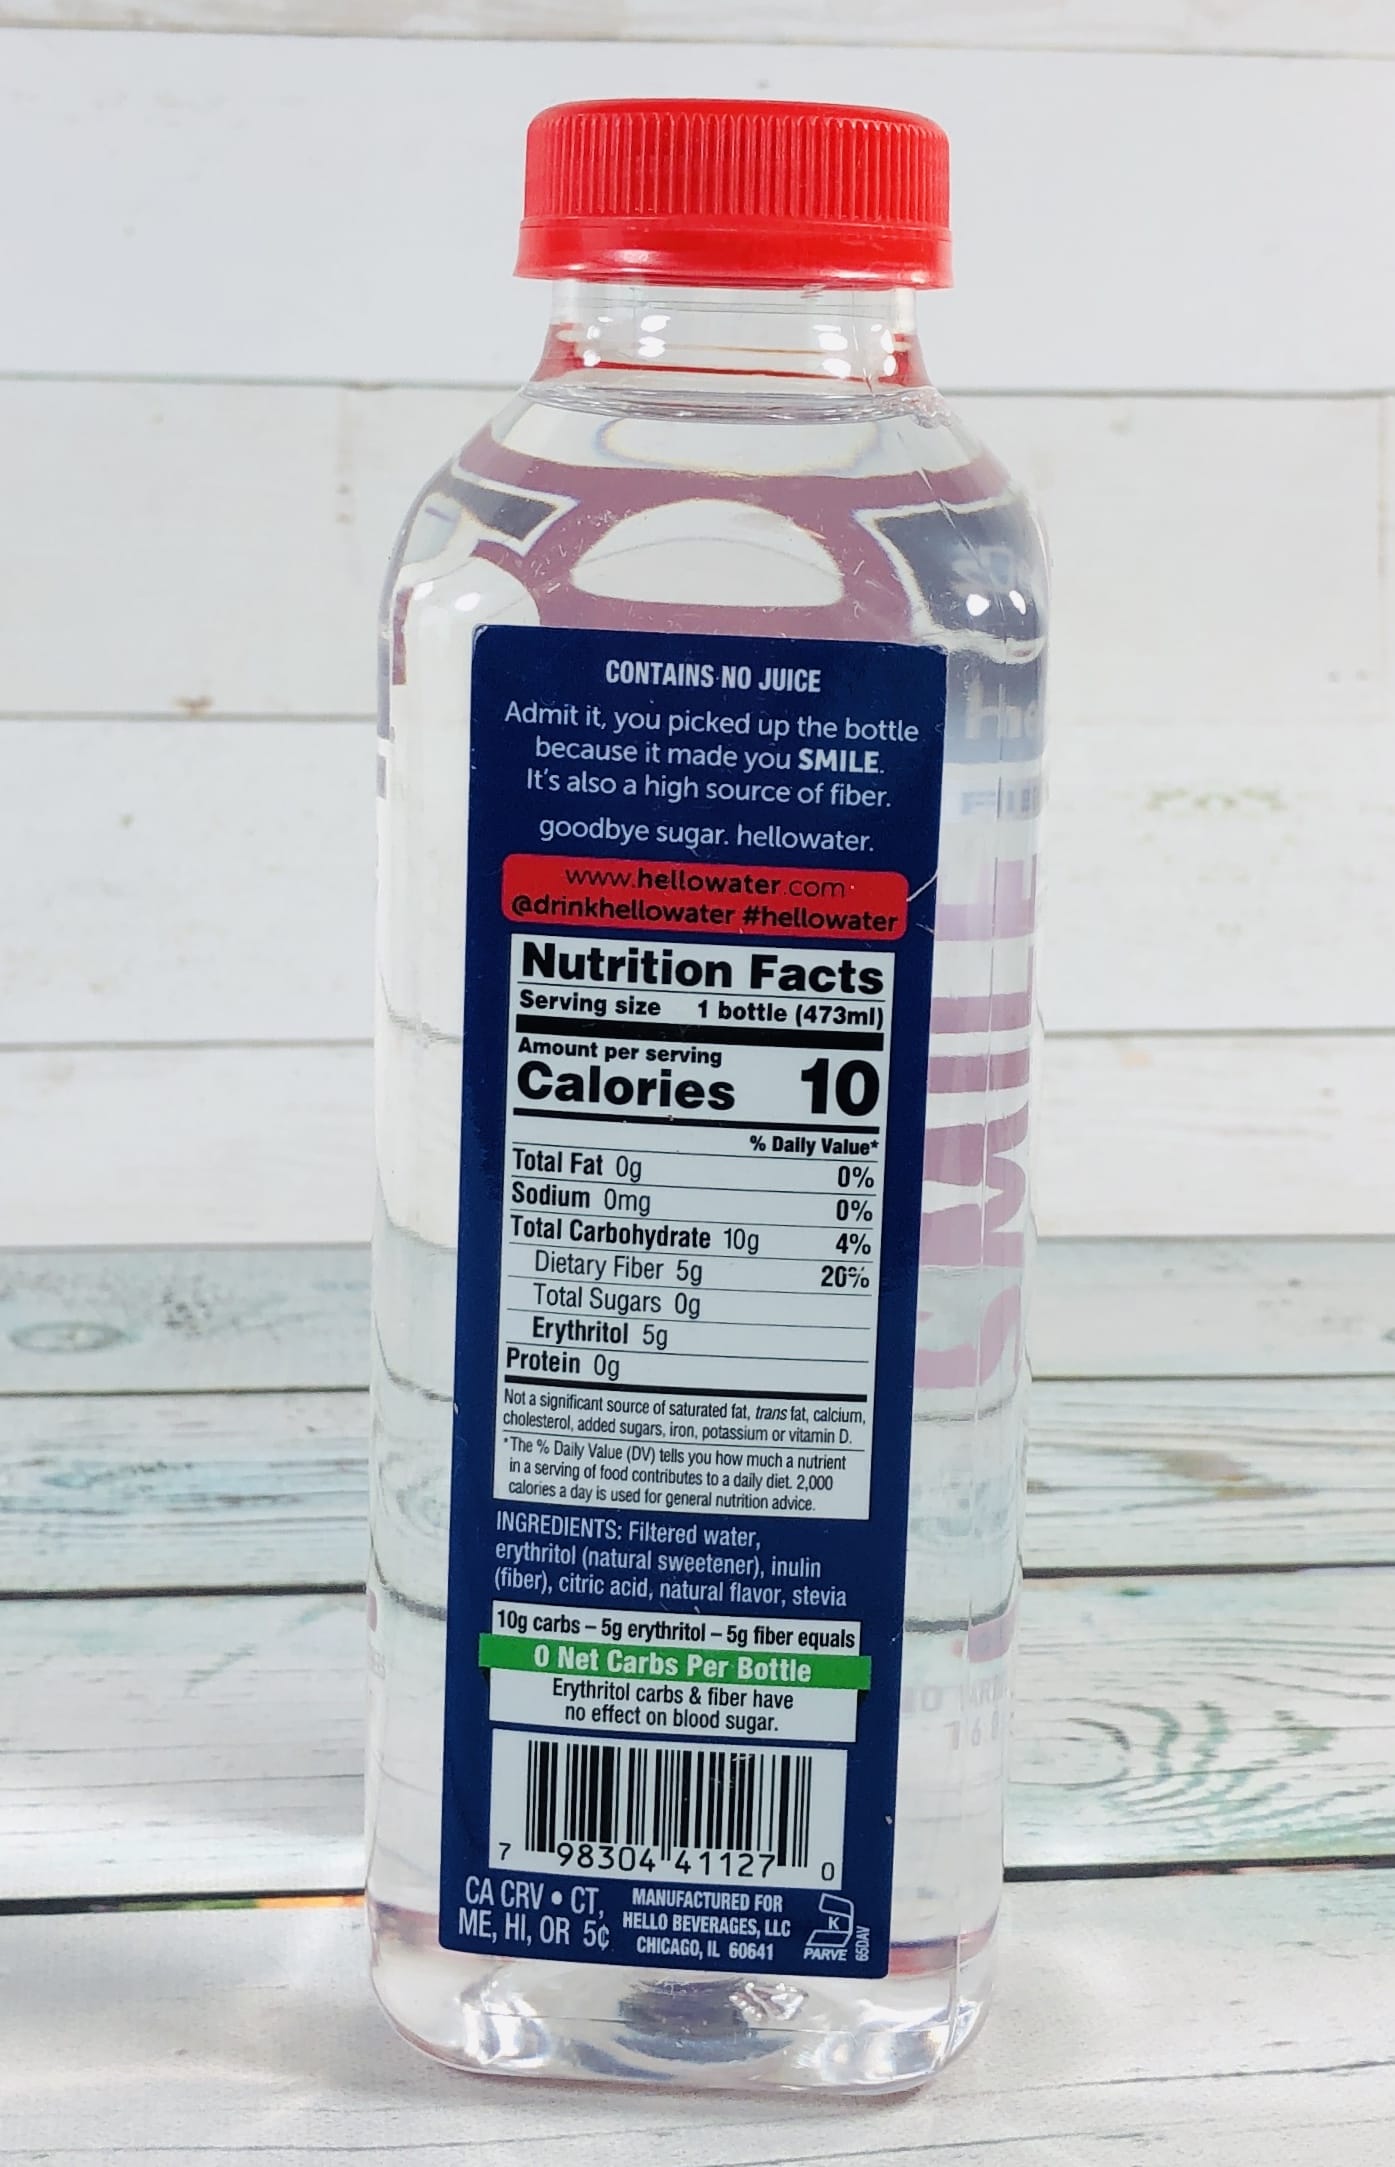 CONTAINS NO JUICE
Admit it, you picked up the bottle
because it made you SMILE.
It's also a high source of fiber.
goodbye sugar. hellowater.
www.hellowater.com
@drinkhellowater #hellowater
Nutrition Facts
Serving size 1 bottle (473ml)
Amount per serving
Calories 10
% Daily Value*
Total Fat 0g 0%
Sodium 0mg 0%
Total Carbohydrate 10g 4%
Dietary Fiber 5g 20%
Total Sugars 0g
Erythritol 5g
Protein 0g
Not a significant source of saturated fat, trans fat, calcium,
cholesterol, added sugars, iron, potassium or vitamin D.
*The % Daily Value (DV) tells you how much a nutrient
in a serving of food contributes to a daily diet. 2,000
calories a day is used for general nutrition advice.
INGREDIENTS: Filtered water,
erythritol (natural sweetener), inulin
(fiber), citric acid, natural flavor, stevia
10g carbs – 5g erythritol – 5g fiber equals
0 Net Carbs Per Bottle
Erythritol carbs & fiber have
no effect on blood sugar.
7 98304 41127 0
CA CRV • CT,
ME, HI, OR 5¢
MANUFACTURED FOR
HELLO BEVERAGES, LLC
CHICAGO, IL 60641
K
PARVE
65DAV
SMILE